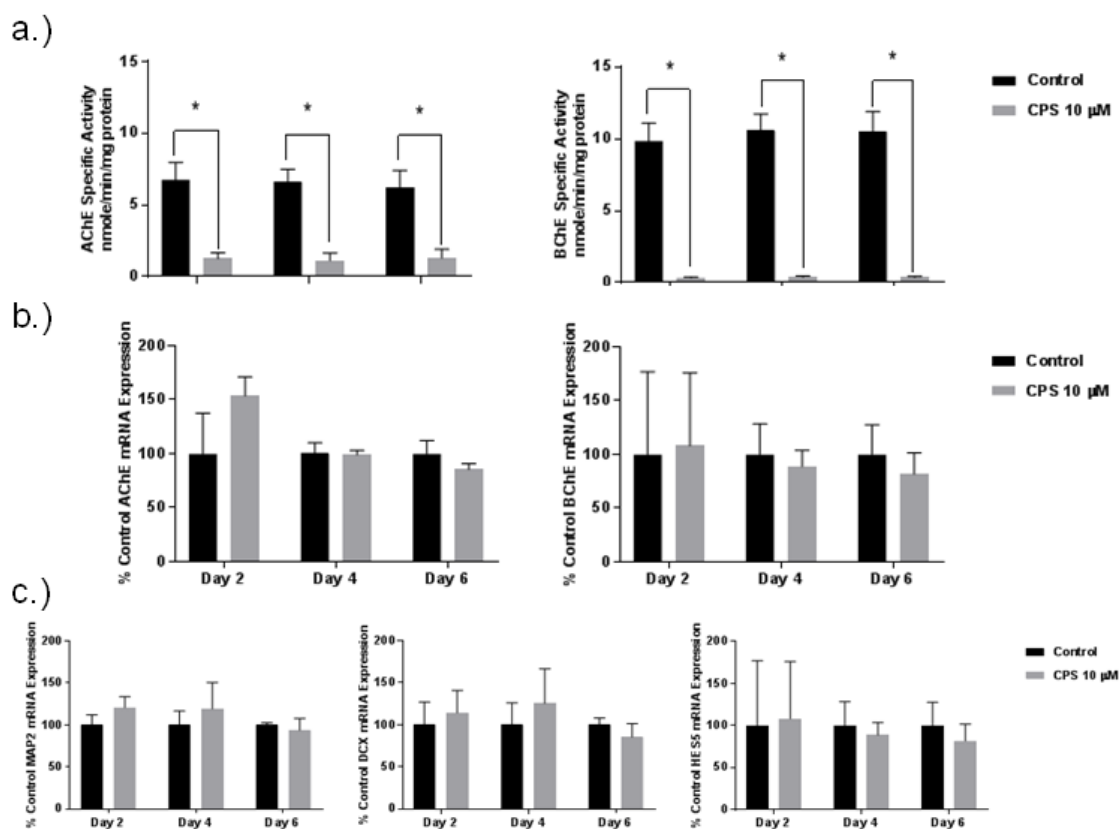 a.)
AChE Specific Activity
nmole/min/mg protein
15
10
5
0
*
*
*
BChE Specific Activity
nmole/min/mg protein
15
10
5
0
*
*
*
Control
CPS 10 µM
b.)
% Control AChE mRNA Expression
200
150
100
50
0
Day 2
Day 4
Day 6
% Control BChE mRNA Expression
200
150
100
50
0
Day 2
Day 4
Day 6
Control
CPS 10 µM
c.)
% Control MAP2 mRNA Expression
200
150
100
50
0
Day 2
Day 4
Day 6
% Control DCX mRNA Expression
200
150
100
50
0
Day 2
Day 4
Day 6
% Control HES5 mRNA Expression
200
150
100
50
0
Day 2
Day 4
Day 6
Control
CPS 10 µM